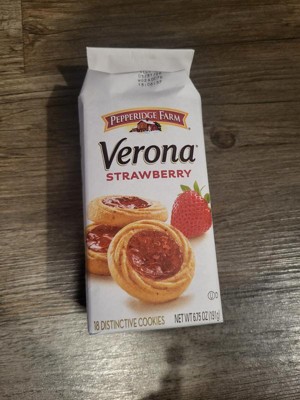 PEPPERIDGE FARM
Verona
STRAWBERRY
18 DISTINCTIVE COOKIES
NET WT 6.75 OZ (191g)